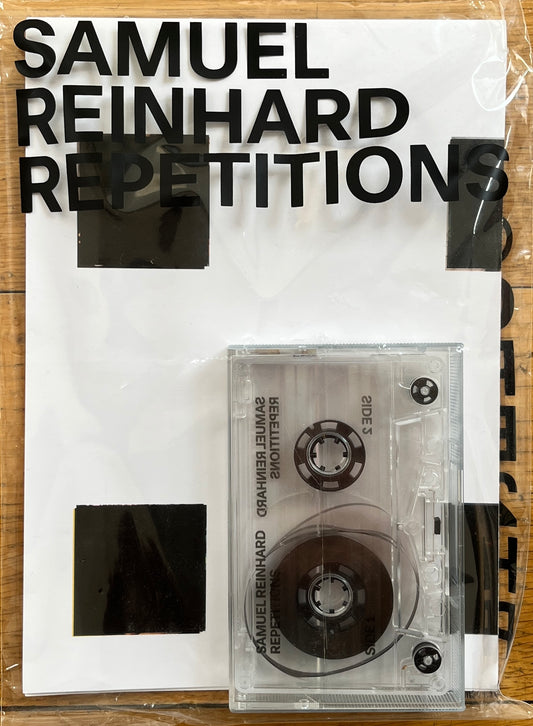 SAMUEL
REINHARD
REPETITIONS
SAMUEL REINHARD
REPETITIONS
SIDE 2
SAMUEL REINHARD
REPETITIONS
SIDE 1